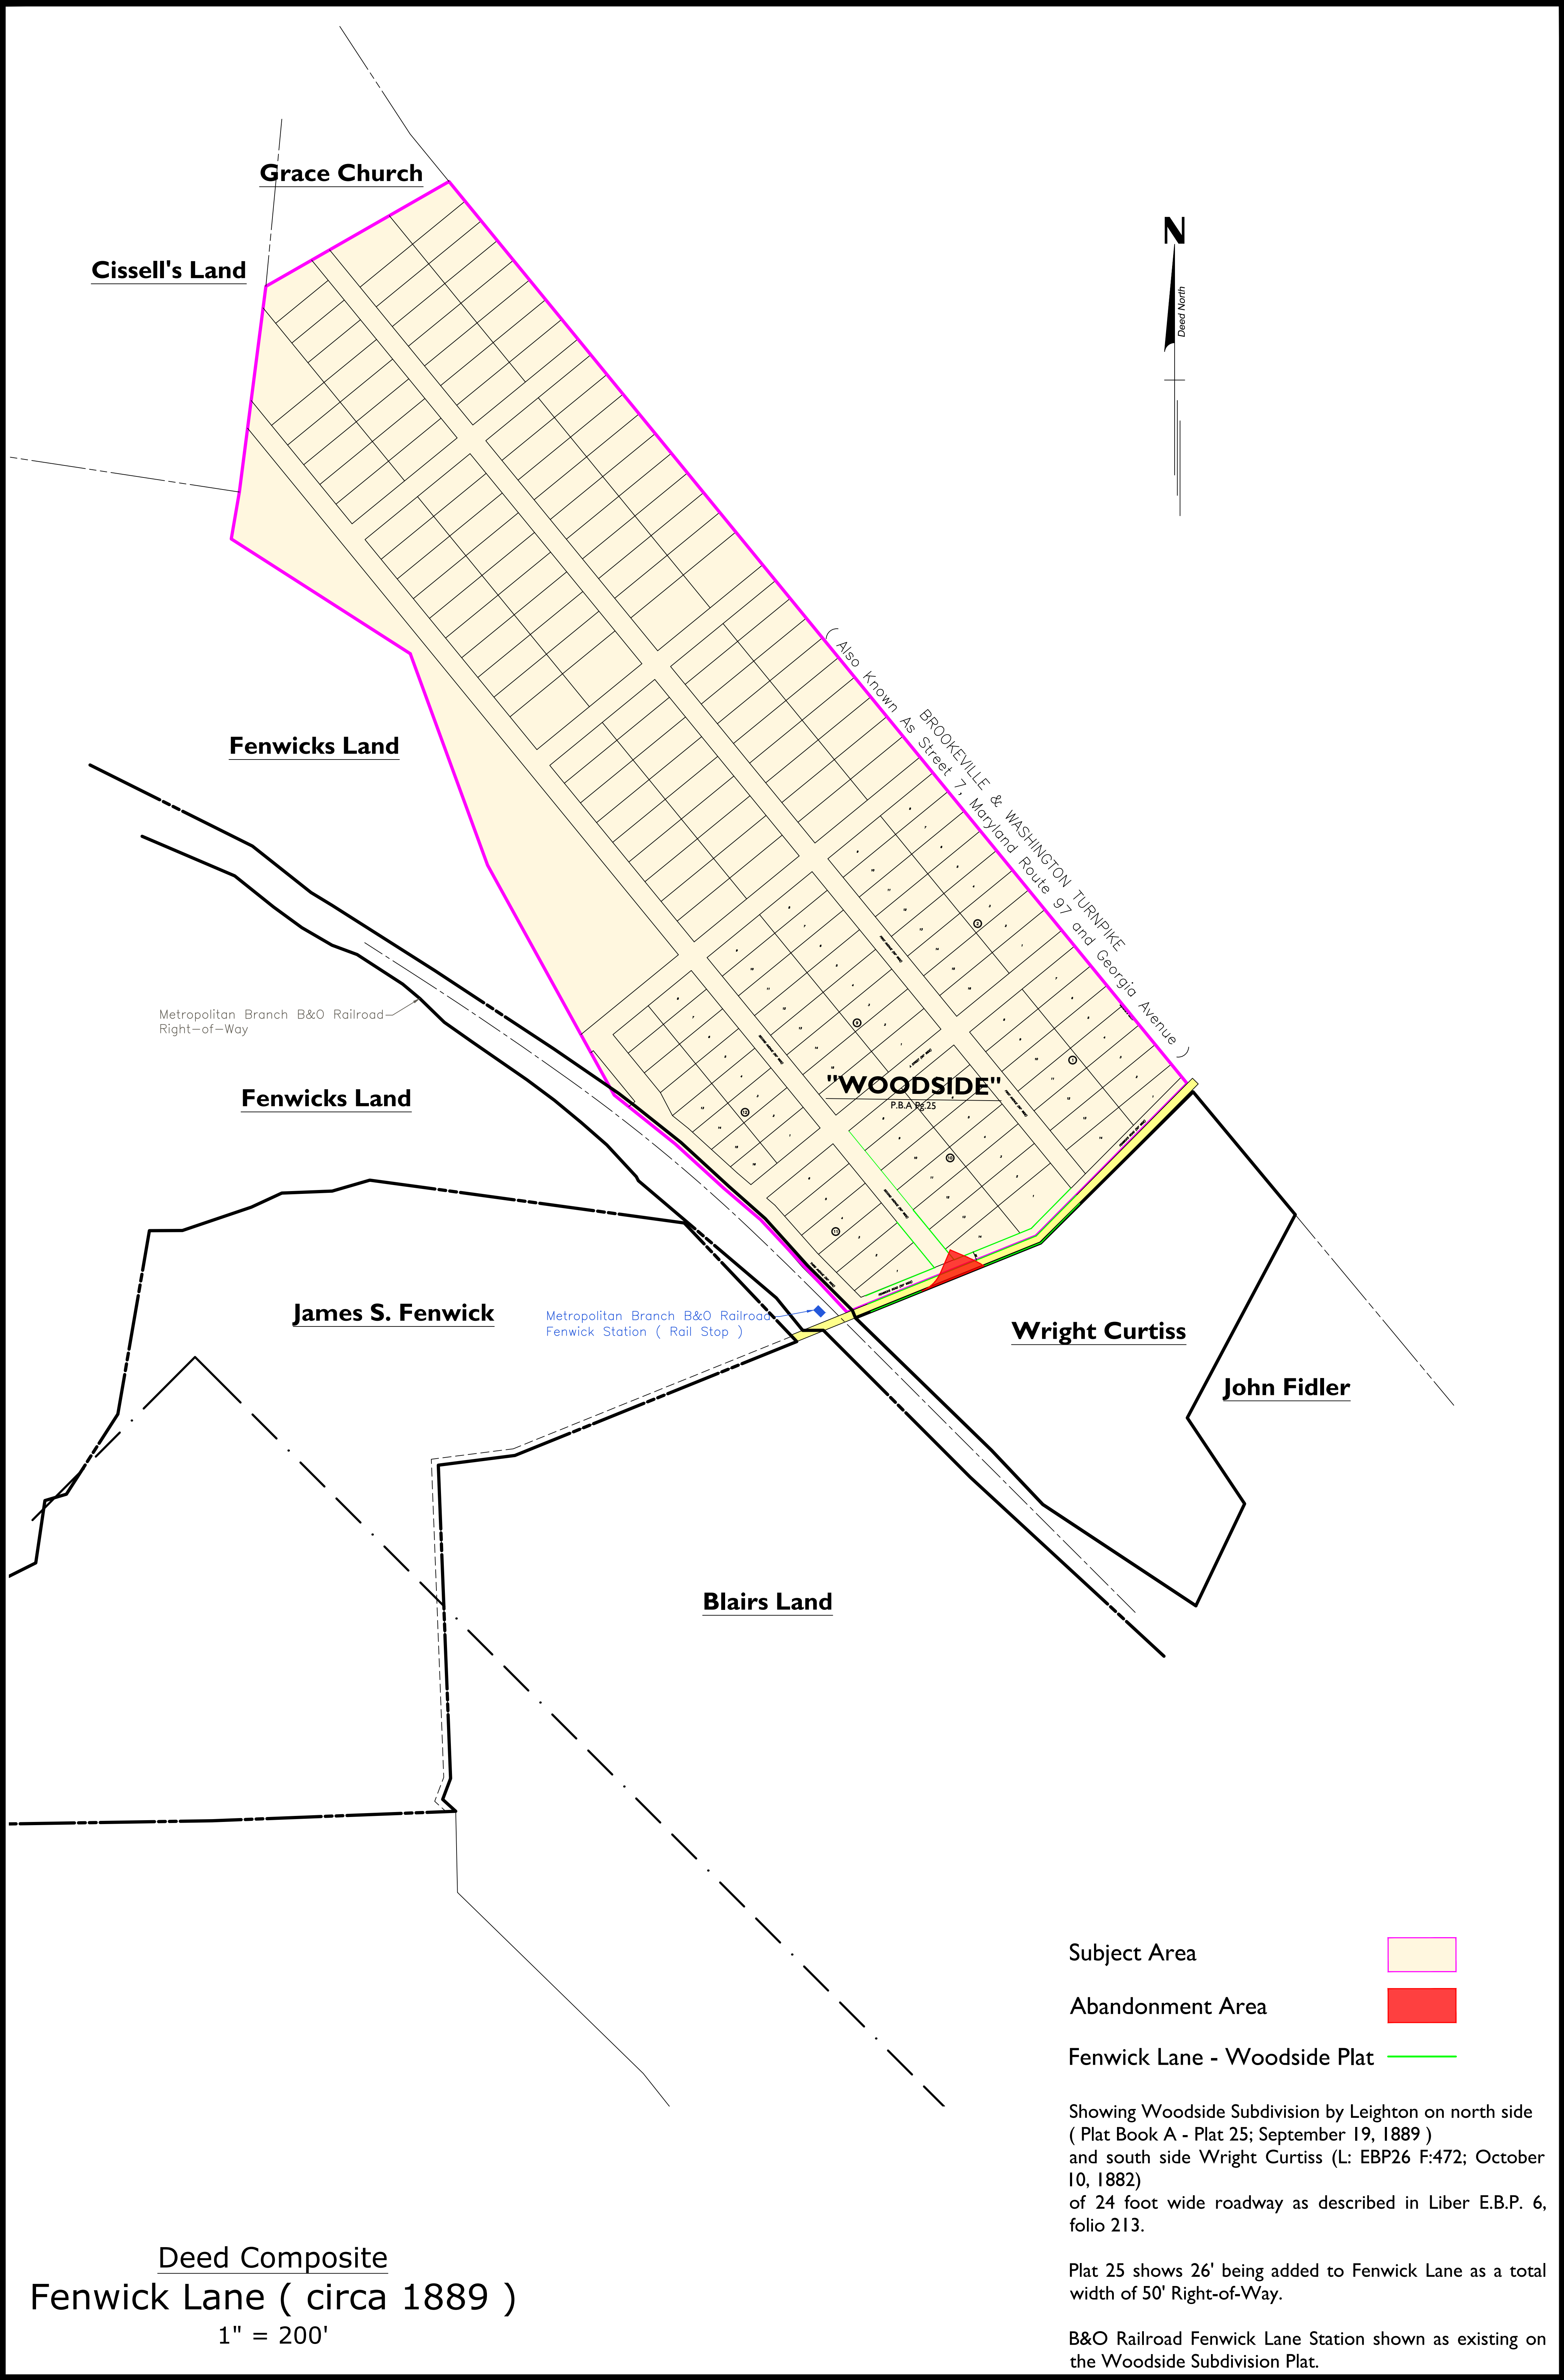 Grace Church
N
Cissell's Land
Deed North
Fenwicks Land
BROOKEVILLE & WASHINGTON TURNPIKE
( Also Known As Street 7, Maryland Route 97 and Georgia Avenue )
Metropolitan Branch B&O Railroad
Right-of-Way
"WOODSIDE"
P.B.A Pg.25
Fenwicks Land
James S. Fenwick
Metropolitan Branch B&O Railroad
Fenwick Station ( Rail Stop )
Wright Curtiss
John Fidler
Blairs Land
Subject Area
Abandonment Area
Fenwick Lane - Woodside Plat
Showing Woodside Subdivision by Leighton on north side
( Plat Book A - Plat 25; September 19, 1889 )
and south side Wright Curtiss (L: EBP26 F:472; October
10, 1882)
of 24 foot wide roadway as described in Liber E.B.P. 6,
folio 213.
Plat 25 shows 26' being added to Fenwick Lane as a total
width of 50' Right-of-Way.
B&O Railroad Fenwick Lane Station shown as existing on
the Woodside Subdivision Plat.
Deed Composite
Fenwick Lane ( circa 1889 )
1" = 200'